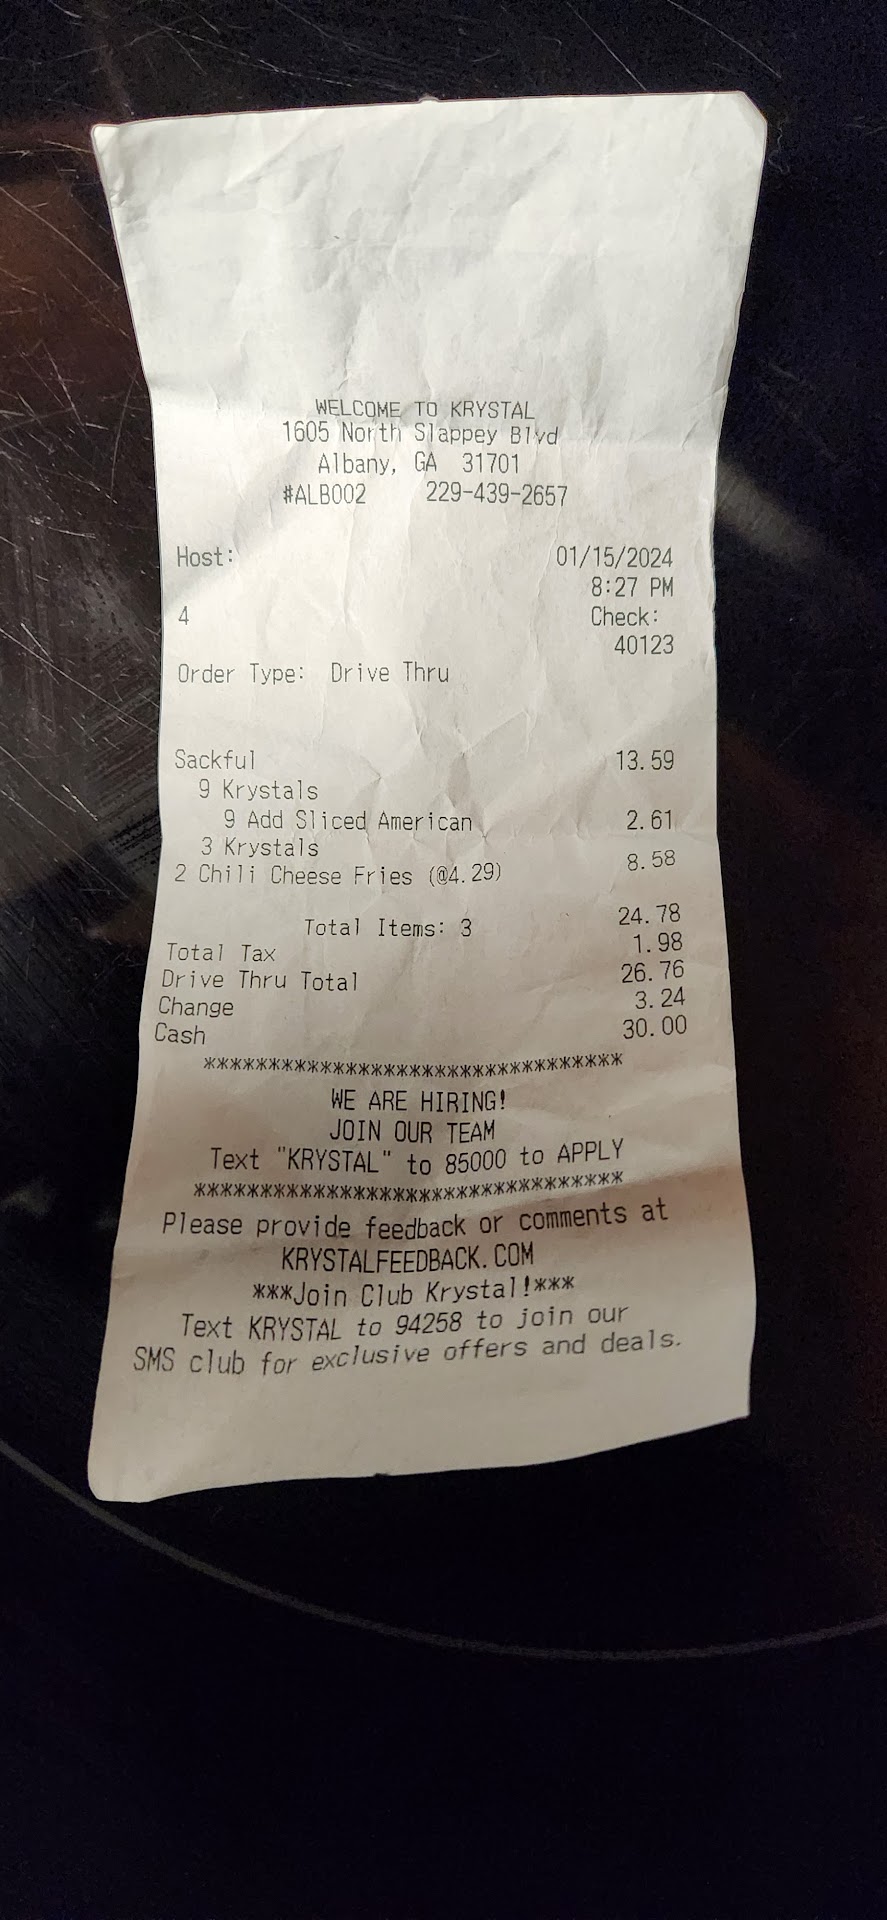 WELCOME TO KRYSTAL
1605 North Slappey Blvd
Albany, GA 31701
#ALB002 229-439-2657
Host: 01/15/2024
8:27 PM
4 Check:
40123
Order Type: Drive Thru
Sackful 13.59
9 Krystals
9 Add Sliced American 2.61
3 Krystals
2 Chili Cheese Fries (@4.29) 8.58
Total Items: 3 24.78
Total Tax 1.98
Drive Thru Total 26.76
Change 3.24
Cash 30.00
*********************************
WE ARE HIRING!
JOIN OUR TEAM
Text "KRYSTAL" to 85000 to APPLY
*********************************
Please provide feedback or comments at
KRYSTALFEEDBACK.COM
***Join Club Krystal!***
Text KRYSTAL to 94258 to join our
SMS club for exclusive offers and deals.